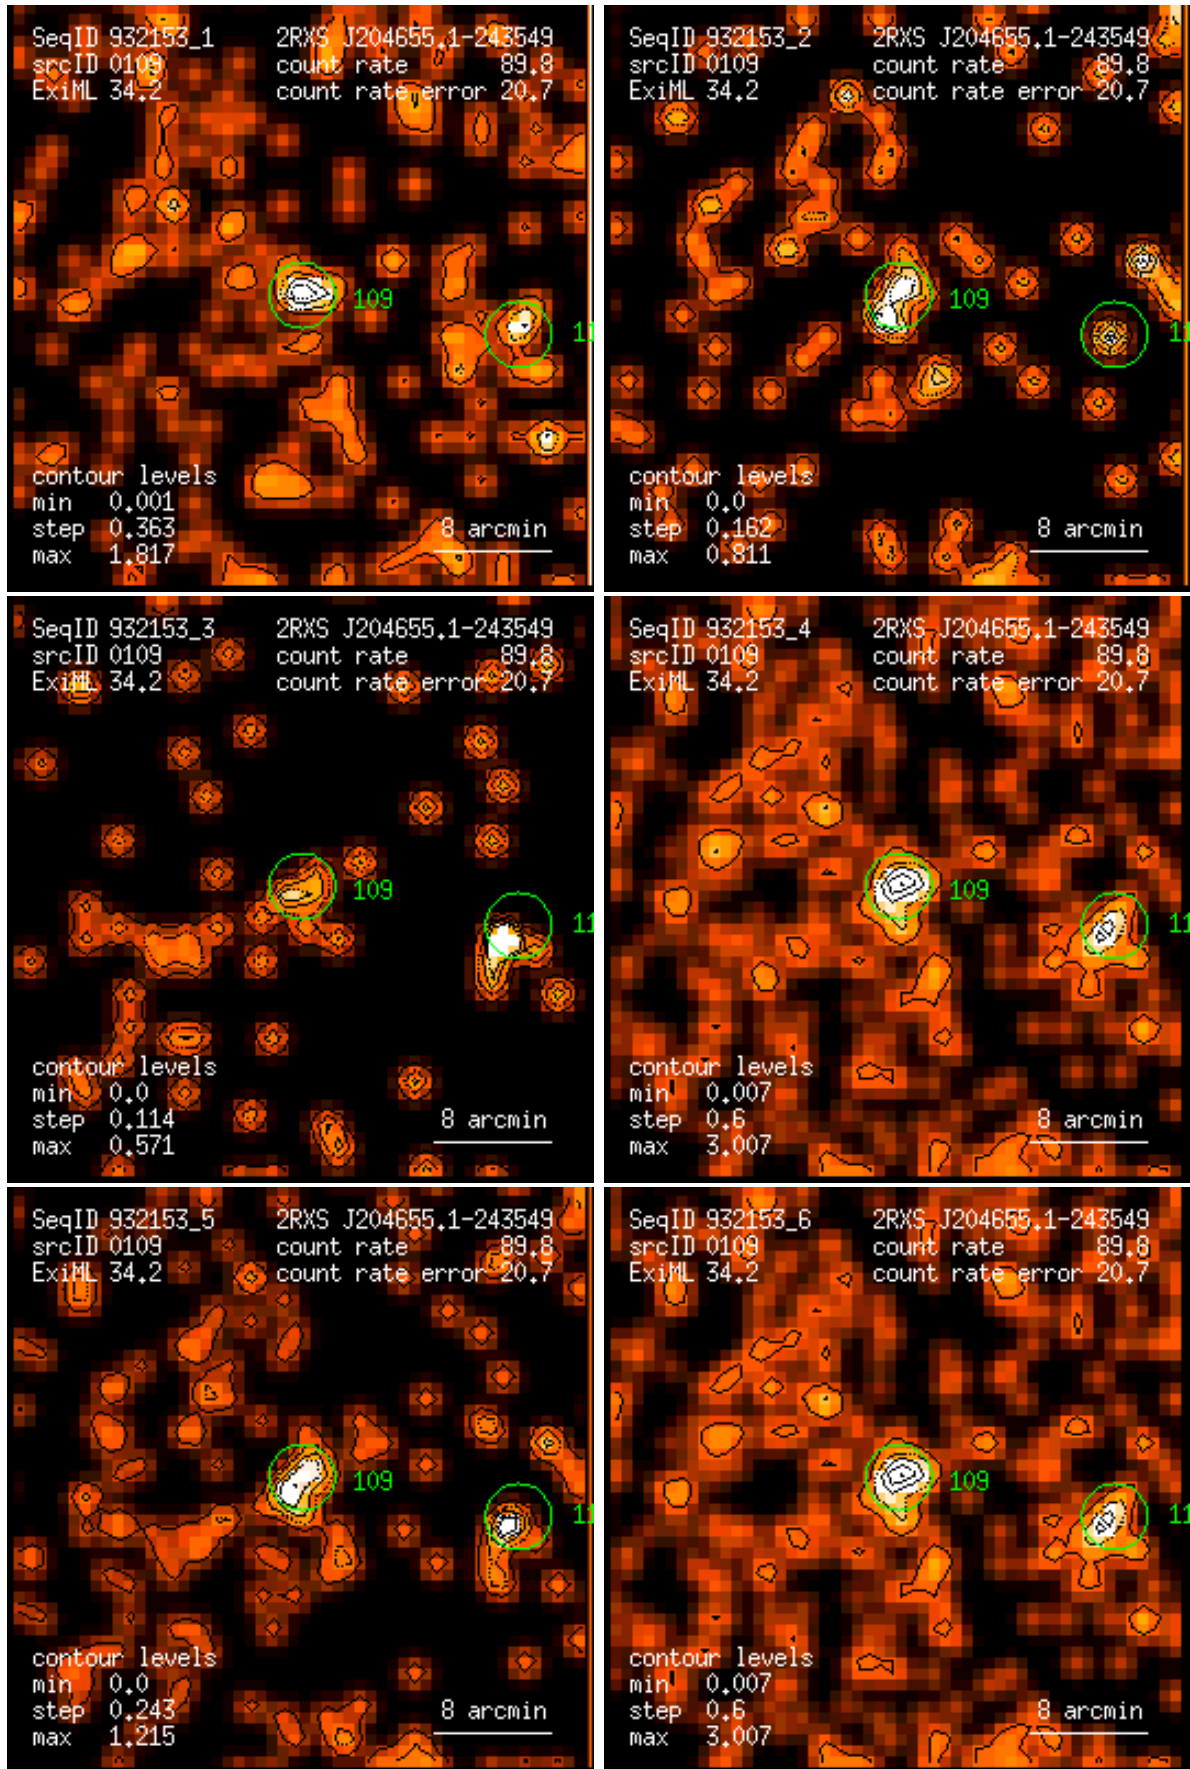 SeqID 932153_1 2RXS J204655.1-243549
srcID 0109 count rate 89.8
ExiML 34.2 count rate error 20.7
109
11
contour levels
min 0.001
step 0.363 8 arcmin
max 1.817
SeqID 932153_2 2RXS J204655.1-243549
srcID 0109 count rate 89.8
ExiML 34.2 count rate error 20.7
109
11
contour levels
min 0.0
step 0.162 8 arcmin
max 0.811
SeqID 932153_3 2RXS J204655.1-243549
srcID 0109 count rate 89.8
ExiML 34.2 count rate error 20.7
109
11
contour levels
min 0.0
step 0.114 8 arcmin
max 0.571
SeqID 932153_4 2RXS J204655.1-243549
srcID 0109 count rate 89.8
ExiML 34.2 count rate error 20.7
109
11
contour levels
min 0.007
step 0.6 8 arcmin
max 3.007
SeqID 932153_5 2RXS J204655.1-243549
srcID 0109 count rate 89.8
ExiML 34.2 count rate error 20.7
109
11
contour levels
min 0.0
step 0.243 8 arcmin
max 1.215
SeqID 932153_6 2RXS J204655.1-243549
srcID 0109 count rate 89.8
ExiML 34.2 count rate error 20.7
109
11
contour levels
min 0.007
step 0.6 8 arcmin
max 3.007